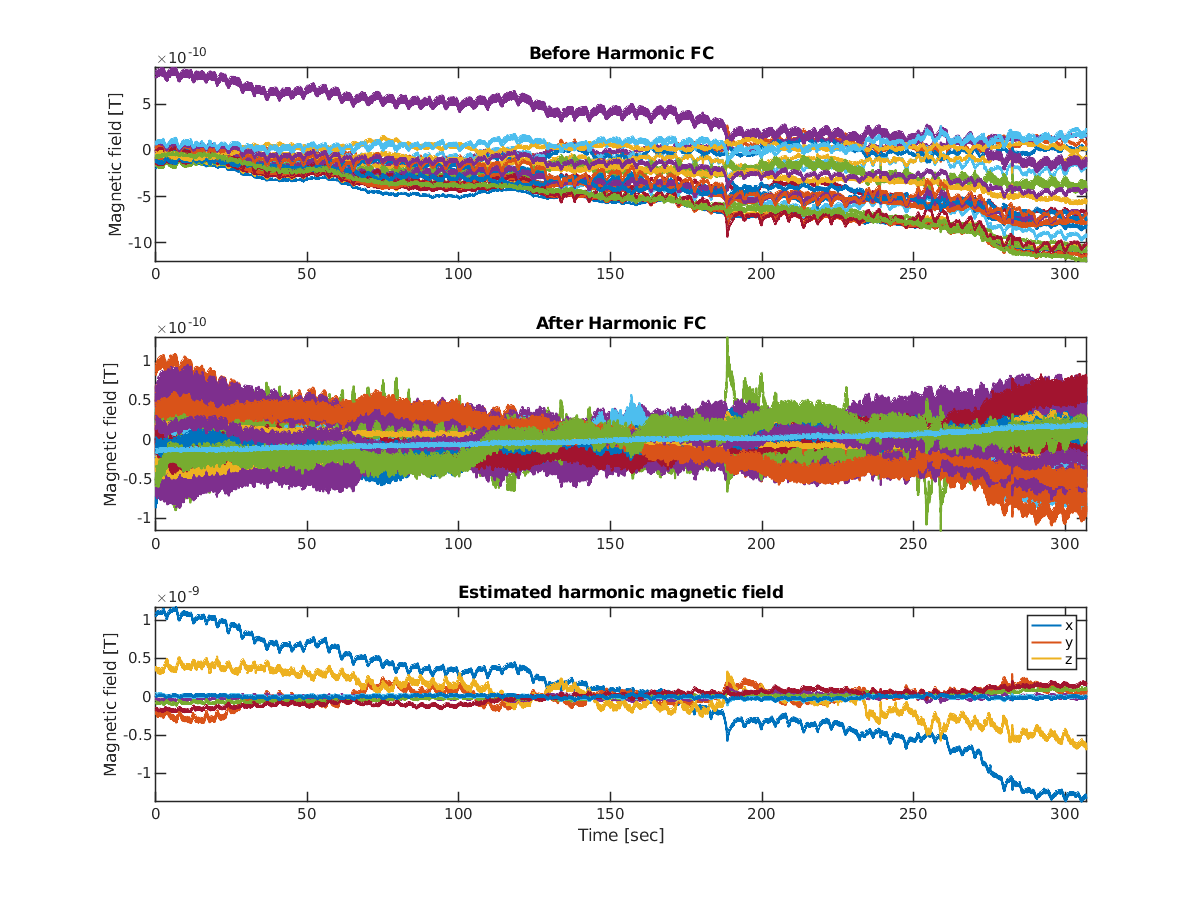 Before Harmonic FC
×10-10
Magnetic field [T]
5
0
-5
-10
0 50 100 150 200 250 300
After Harmonic FC
×10-10
Magnetic field [T]
1
0.5
0
-0.5
-1
0 50 100 150 200 250 300
Estimated harmonic magnetic field
×10-9
Magnetic field [T]
1
0.5
0
-0.5
-1
x
y
z
0 50 100 150 200 250 300
Time [sec]